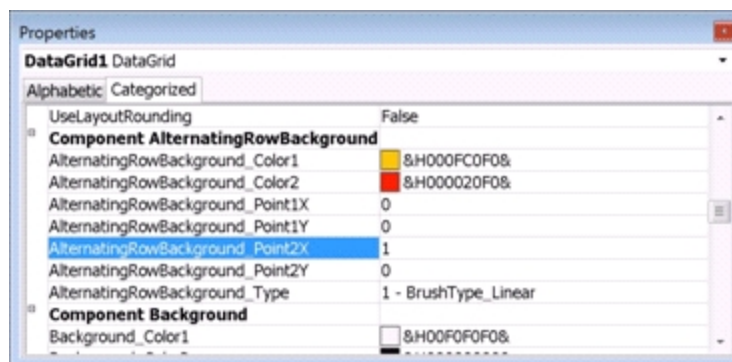 Properties
DataGrid1 DataGrid
Alphabetic Categorized
UseLayoutRounding False
Component AlternatingRowBackground
AlternatingRowBackground_Color1 &H000FC0F0&
AlternatingRowBackground_Color2 &H000020F0&
AlternatingRowBackground_Point1X 0
AlternatingRowBackground_Point1Y 0
AlternatingRowBackground_Point2X 1
AlternatingRowBackground_Point2Y 0
AlternatingRowBackground_Type 1 - BrushType_Linear
Component Background
Background_Color1 &H00F0F0F0&